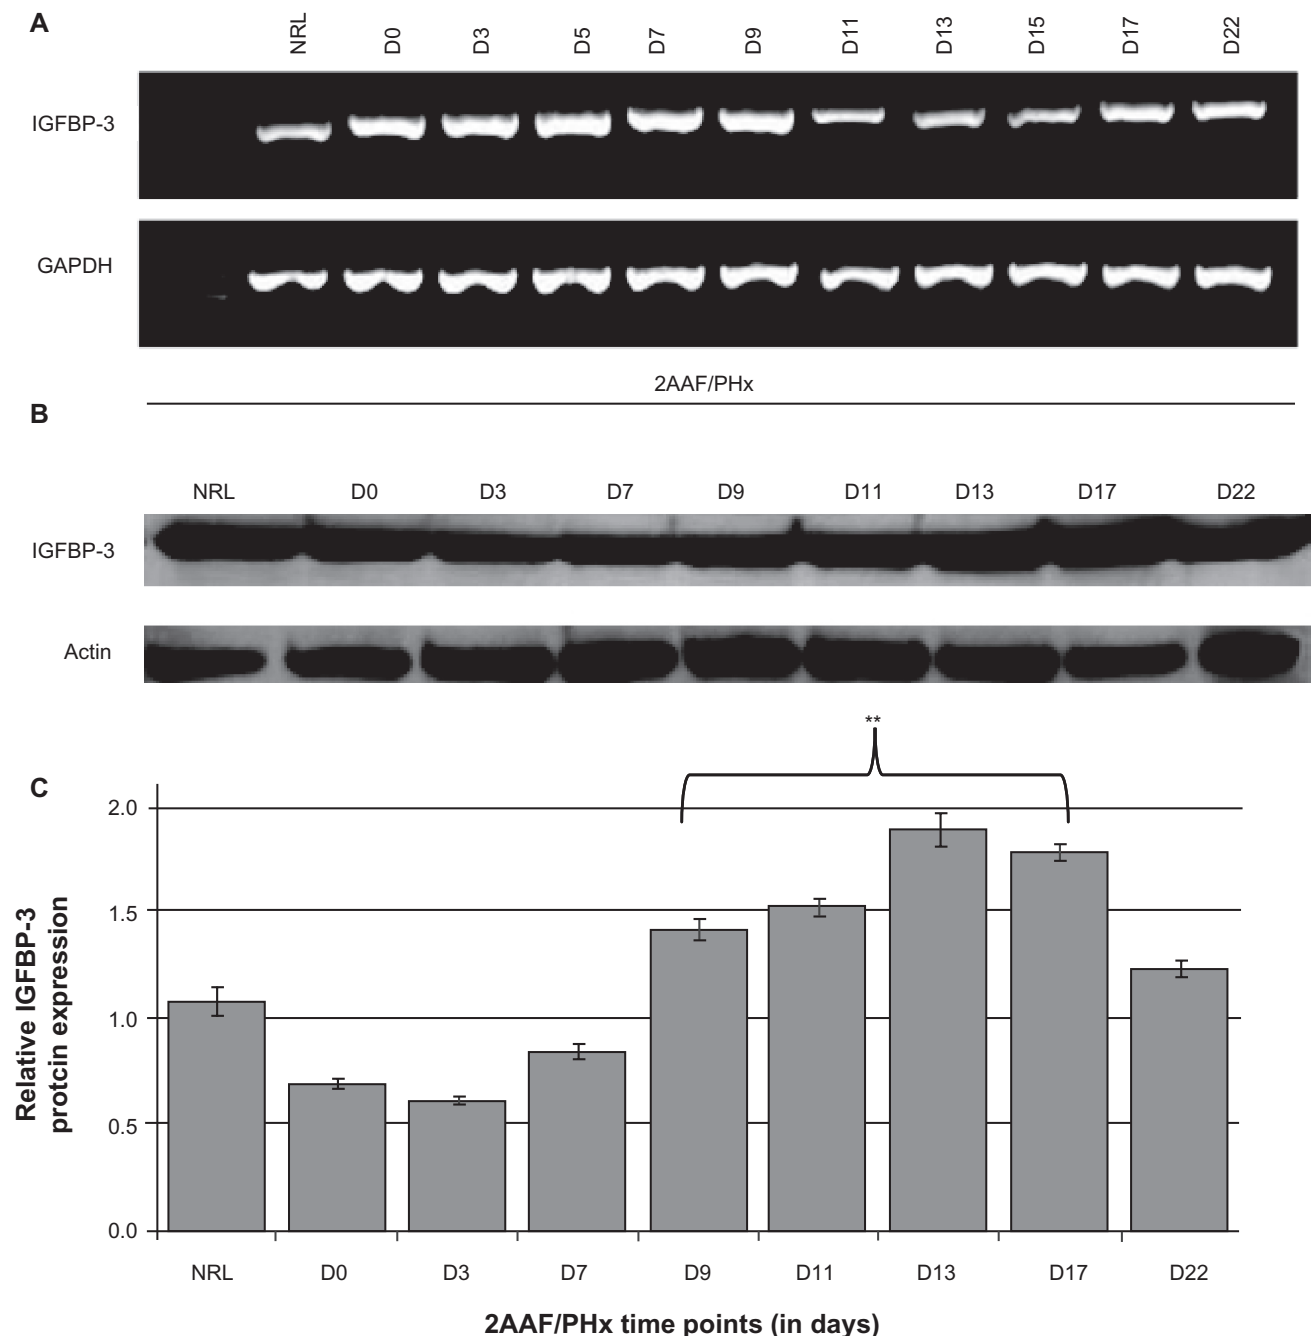 A
NRL D0 D3 D5 D7 D9 D11 D13 D15 D17 D22
IGFBP-3
GAPDH
2AAF/PHx
B
NRL D0 D3 D7 D9 D11 D13 D17 D22
IGFBP-3
Actin
**
C
2.0
1.5
1.0
0.5
0.0
Relative IGFBP-3
protcin expression
NRL D0 D3 D7 D9 D11 D13 D17 D22
2AAF/PHx time points (in days)